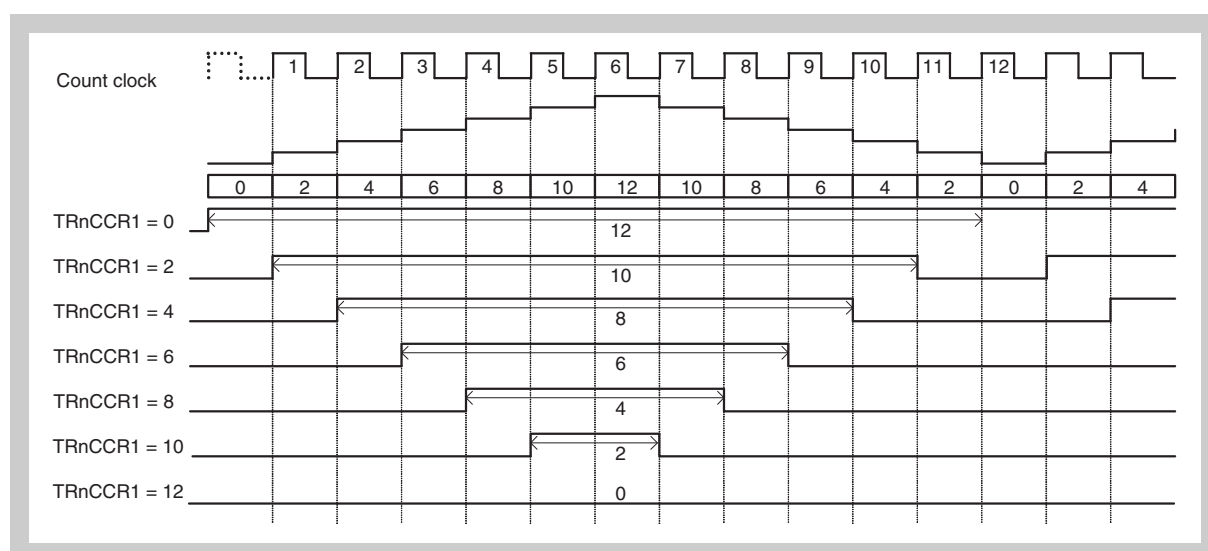 Count clock
1 2 3 4 5 6 7 8 9 10 11 12
0 2 4 6 8 10 12 10 8 6 4 2 0 2 4
TRnCCR1 = 0
12
TRnCCR1 = 2
10
TRnCCR1 = 4
8
TRnCCR1 = 6
6
TRnCCR1 = 8
4
TRnCCR1 = 10
2
TRnCCR1 = 12
0